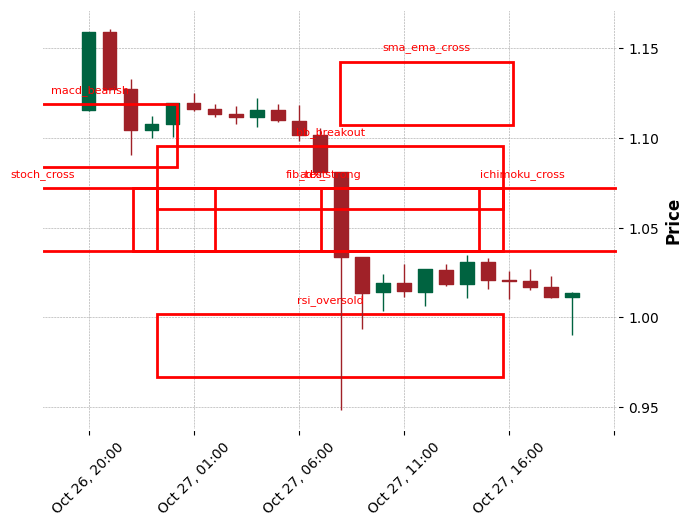 sma_ema_cross
1.15
macd_bearish
1.10
stoch_cross
ichimoku_cross
1.05
Price
rsi_oversold
1.00
0.95
Oct 26, 20:00
Oct 27, 01:00
Oct 27, 06:00
Oct 27, 11:00
Oct 27, 16:00